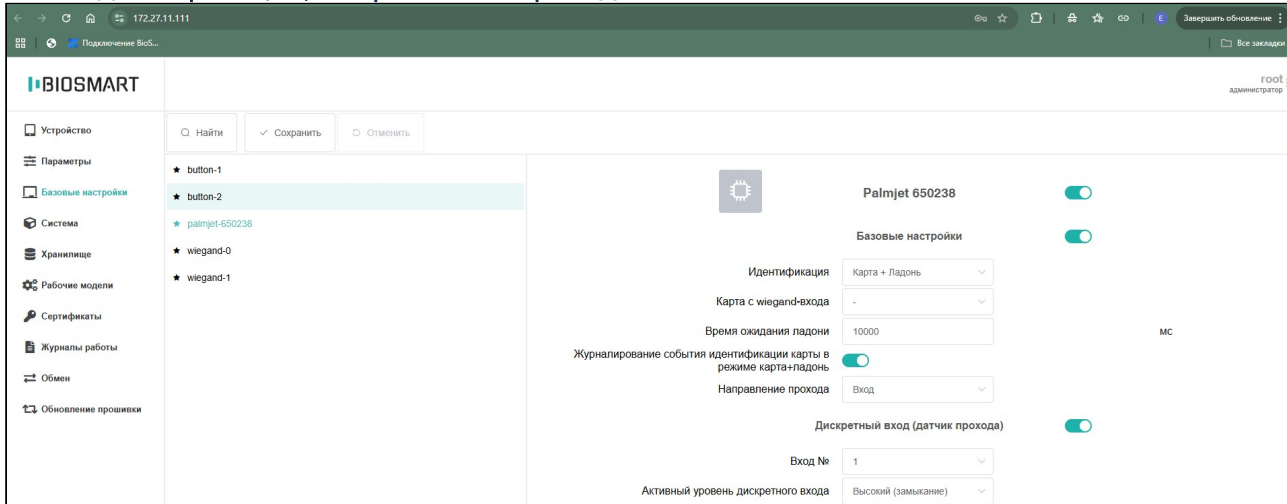 172.27.11.111
Завершить обновление
Подключение BioS...
Все закладки
BIOSMART
root
администратор
Устройство
Найти
Сохранить
Отменить
Параметры
button-1
Базовые настройки
button-2
Palmjet 650238
Система
palmjet-650238
Базовые настройки
Хранилище
wiegand-0
Идентификация
Карта + Ладонь
Рабочие модели
wiegand-1
Карта с wiegand-входа
-
Сертификаты
Время ожидания ладони
10000
мс
Журналы работы
Журналирование события идентификации карты в
режиме карта+ладонь
Обмен
Направление прохода
Вход
Обновление прошивки
Дискретный вход (датчик прохода)
Вход №
1
Активный уровень дискретного входа
Высокий (замыкание)